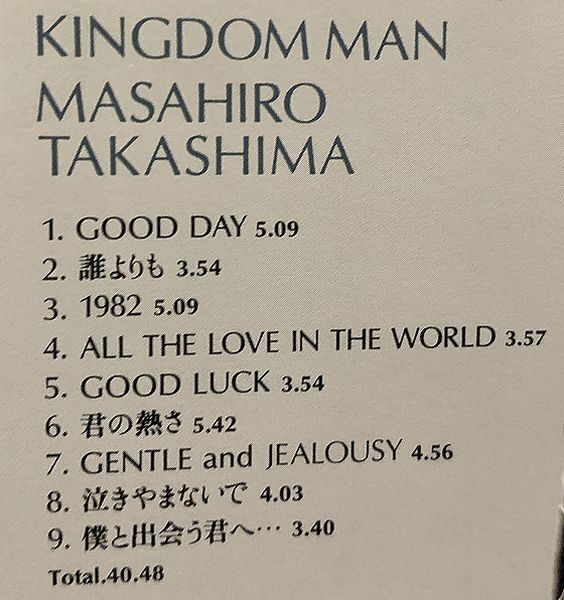 KINGDOM MAN
MASAHIRO
TAKASHIMA
1. GOOD DAY 5.09
2. 誰よりも 3.54
3. 1982 5.09
4. ALL THE LOVE IN THE WORLD 3.57
5. GOOD LUCK 3.54
6. 君の熱さ 5.42
7. GENTLE and JEALOUSY 4.56
8. 泣きやまないで 4.03
9. 僕と出会う君へ… 3.40
Total.40.48